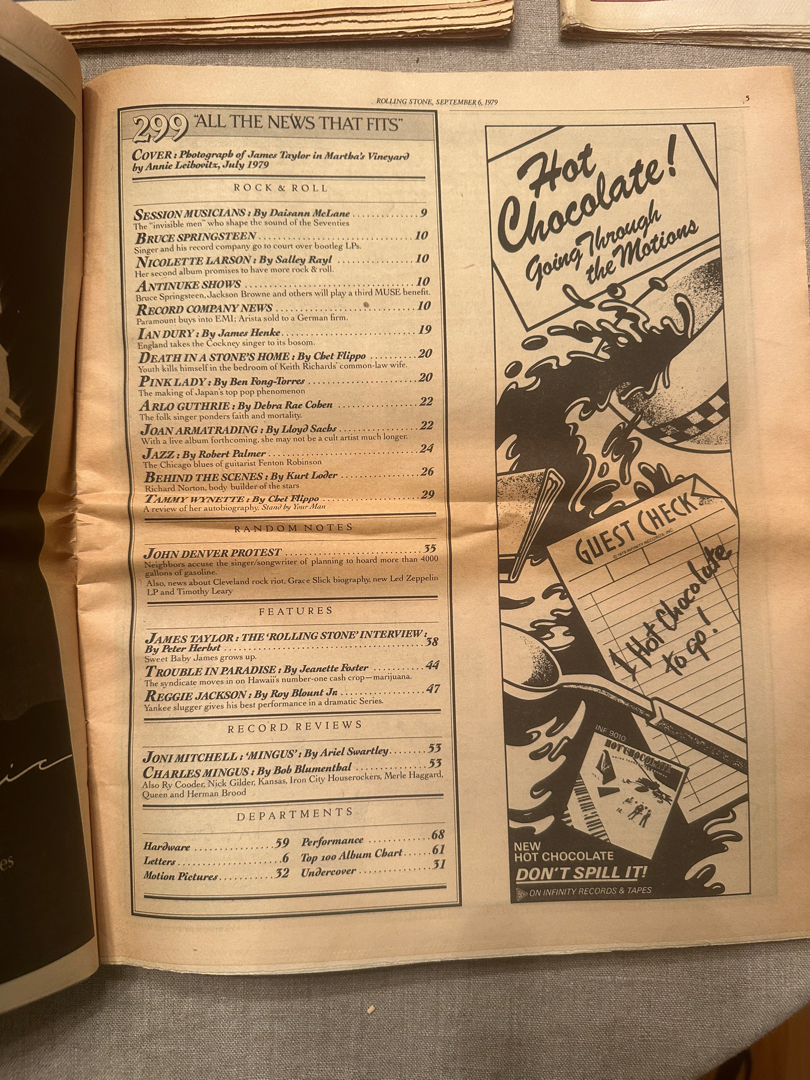 ROLLING STONE, SEPTEMBER 6, 1979
5
299 "ALL THE NEWS THAT FITS"
COVER: Photograph of James Taylor in Martha's Vineyard
by Annie Leibovitz, July 1979
ROCK & ROLL
SESSION MUSICIANS: By Daisann McLane .............. 9
The "invisible men" who shape the sound of the Seventies
BRUCE SPRINGSTEEN .............. 10
Singer and his record company go to court over bootleg LPs.
NICOLETTE LARSON: By Salley Rayl .............. 10
Her second album promises to have more rock & roll.
ANTINUKE SHOWS .............. 10
Bruce Springsteen, Jackson Browne and others will play a third MUSE benefit.
RECORD COMPANY NEWS .............. 10
Paramount buys into EMI; Arista sold to a German firm.
IAN DURY: By James Henke .............. 19
England takes the Cockney singer to its bosom.
DEATH IN A STONE'S HOME: By Chet Flippo .............. 20
Youth kills himself in the bedroom of Keith Richards' common-law wife.
PINK LADY: By Ben Fong-Torres .............. 20
The making of Japan's top pop phenomenon
ARLO GUTHRIE: By Debra Rae Cohen .............. 22
The folk singer ponders faith and mortality.
JOAN ARMATRADING: By Lloyd Sachs .............. 22
With a live album forthcoming, she may not be a cult artist much longer.
JAZZ: By Robert Palmer .............. 24
The Chicago blues of guitarist Fenton Robinson
BEHIND THE SCENES: By Kurt Loder .............. 26
Richard Norton, body builder of the stars
TAMMY WYNETTE: By Chet Flippo .............. 29
A review of her autobiography, Stand by Your Man
RANDOM NOTES
JOHN DENVER PROTEST .............. 35
Neighbors accuse the singer/songwriter of planning to hoard more than 4000
gallons of gasoline.
Also, news about Cleveland rock riot, Grace Slick biography, new Led Zeppelin
LP and Timothy Leary
FEATURES
JAMES TAYLOR: THE 'ROLLING STONE' INTERVIEW:
By Peter Herbst .............. 38
Sweet Baby James grows up.
TROUBLE IN PARADISE: By Jeanette Foster .............. 44
The syndicate moves in on Hawaii's number-one cash crop—marijuana.
REGGIE JACKSON: By Roy Blount Jr. .............. 47
Yankee slugger gives his best performance in a dramatic Series.
RECORD REVIEWS
JONI MITCHELL: 'MINGUS': By Ariel Swartley .............. 53
CHARLES MINGUS: By Bob Blumenthal .............. 53
Also Ry Cooder, Nick Gilder, Kansas, Iron City Houserockers, Merle Haggard,
Queen and Herman Brood
DEPARTMENTS
Hardware .............. 59
Letters .............. 6
Motion Pictures .............. 32
Performance .............. 68
Top 100 Album Chart .............. 61
Undercover .............. 31
Hot
Chocolate!
Going Through
the Motions
GUEST CHECK
1 Hot Chocolate
to go!
INF 9010
HOT CHOCOLATE
NEW
HOT CHOCOLATE
DON'T SPILL IT!
ON INFINITY RECORDS & TAPES
ic
es